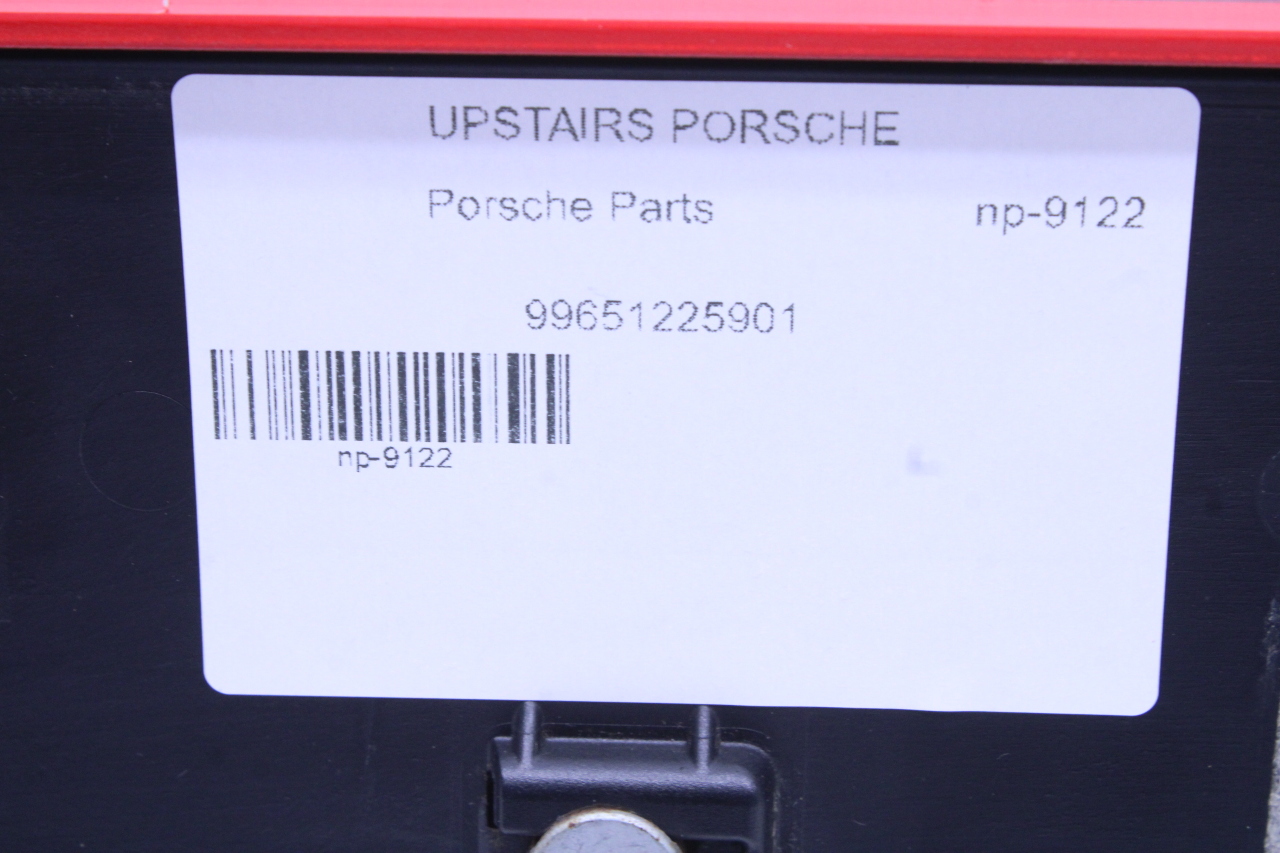 UPSTAIRS PORSCHE
Porsche Parts np-9122
99651225901
np-9122